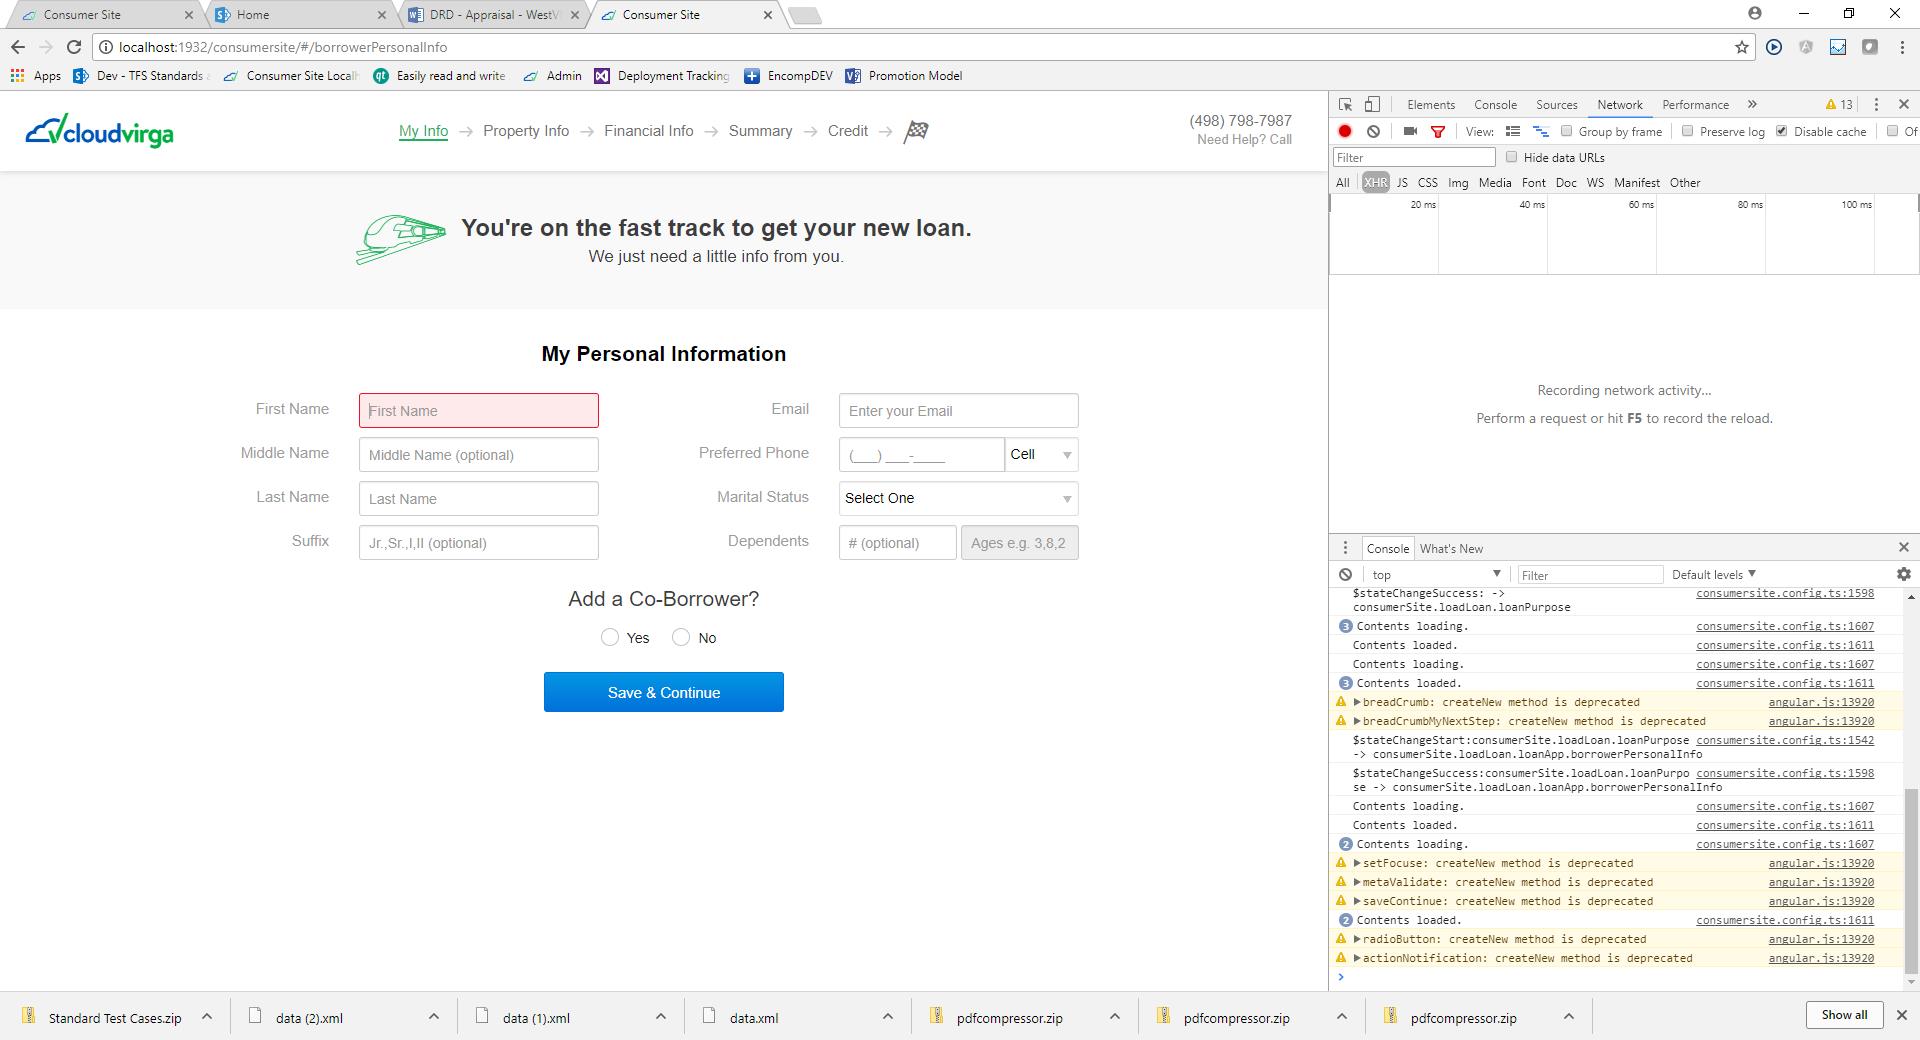 Consumer Site
Home
DRD - Appraisal - WestV
Consumer Site
localhost:1932/consumersite/#/borrowerPersonalInfo
Apps
Dev - TFS Standards
Consumer Site Local
Easily read and write
Admin
Deployment Tracking
EncompDEV
Promotion Model
cloudvirga
My Info
Property Info
Financial Info
Summary
Credit
(498) 798-7987
Need Help? Call
You're on the fast track to get your new loan.
We just need a little info from you.
My Personal Information
First Name
First Name
Email
Enter your Email
Middle Name
Middle Name (optional)
Preferred Phone
(___) ___-____
Cell
Last Name
Last Name
Marital Status
Select One
Suffix
Jr.,Sr.,I,II (optional)
Dependents
# (optional)
Ages e.g. 3,8,2
Add a Co-Borrower?
Yes
No
Save & Continue
Elements
Console
Sources
Network
Performance
13
View:
Group by frame
Preserve log
Disable cache
Of
Filter
Hide data URLs
All
XHR
JS
CSS
Img
Media
Font
Doc
WS
Manifest
Other
20 ms
40 ms
60 ms
80 ms
100 ms
Recording network activity...
Perform a request or hit F5 to record the reload.
Console
What's New
top
Filter
Default levels
$stateChangeSuccess: -> consumersite.config.ts:1598
consumerSite.loadLoan.loanPurpose
3 Contents loading. consumersite.config.ts:1607
Contents loaded. consumersite.config.ts:1611
Contents loading. consumersite.config.ts:1607
3 Contents loaded. consumersite.config.ts:1611
breadCrumb: createNew method is deprecated angular.js:13920
breadCrumbMyNextStep: createNew method is deprecated angular.js:13920
$stateChangeStart:consumerSite.loadLoan.loanPurpose consumersite.config.ts:1542
-> consumerSite.loadLoan.loanApp.borrowerPersonalInfo
$stateChangeSuccess:consumerSite.loadLoan.loanPurpo consumersite.config.ts:1598
se -> consumerSite.loadLoan.loanApp.borrowerPersonalInfo
Contents loading. consumersite.config.ts:1607
Contents loaded. consumersite.config.ts:1611
2 Contents loading. consumersite.config.ts:1607
setFocuse: createNew method is deprecated angular.js:13920
metaValidate: createNew method is deprecated angular.js:13920
saveContinue: createNew method is deprecated angular.js:13920
2 Contents loaded. consumersite.config.ts:1611
radioButton: createNew method is deprecated angular.js:13920
actionNotification: createNew method is deprecated angular.js:13920
Standard Test Cases.zip
data (2).xml
data (1).xml
data.xml
pdfcompressor.zip
pdfcompressor.zip
pdfcompressor.zip
Show all